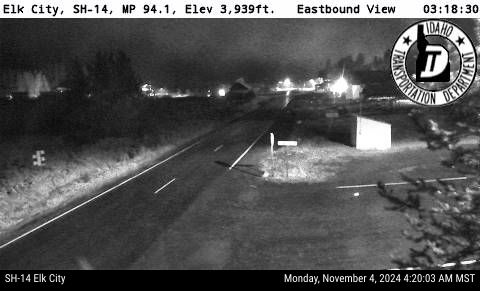 Elk City, SH-14, MP 94.1, Elev 3,939ft. Eastbound View 03:18:30
IDAHO
TRANSPORTATION DEPARTMENT
SH-14 Elk City Monday, November 4, 2024 4:20:03 AM MST